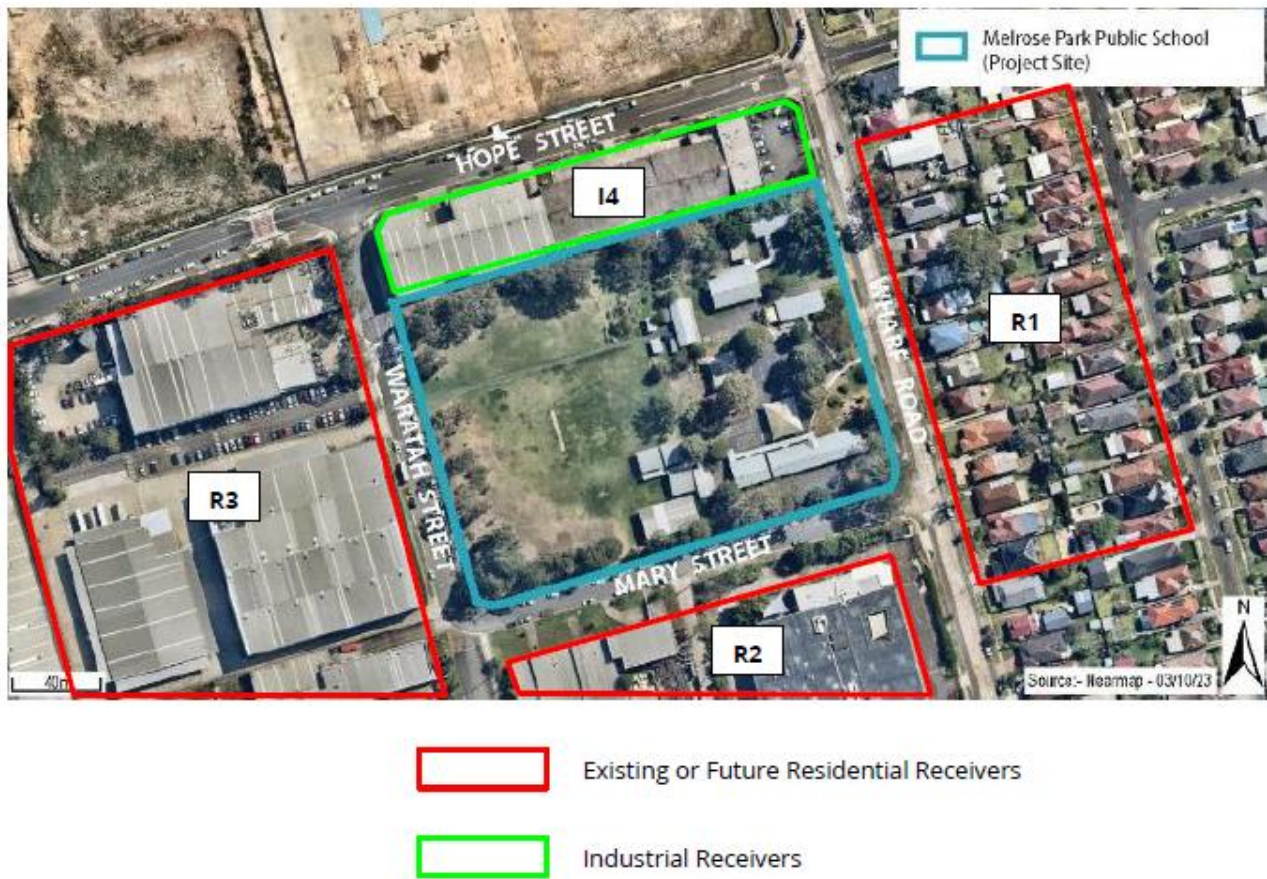 Melrose Park Public School
(Project Site)
HOPE STREET
I4
WHARF ROAD
R1
WARATAH STREET
R3
MARY STREET
R2
N
40m
Source:- Nearmap - 03/10/23
Existing or Future Residential Receivers
Industrial Receivers